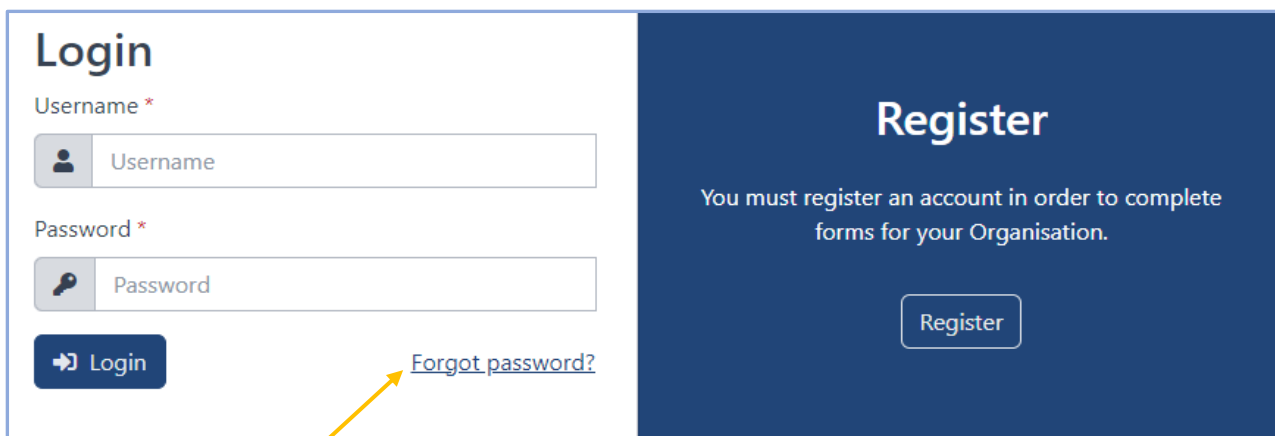 Login
Username *
Username
Password *
Password
Login
Forgot password?
Register
You must register an account in order to complete
forms for your Organisation.
Register